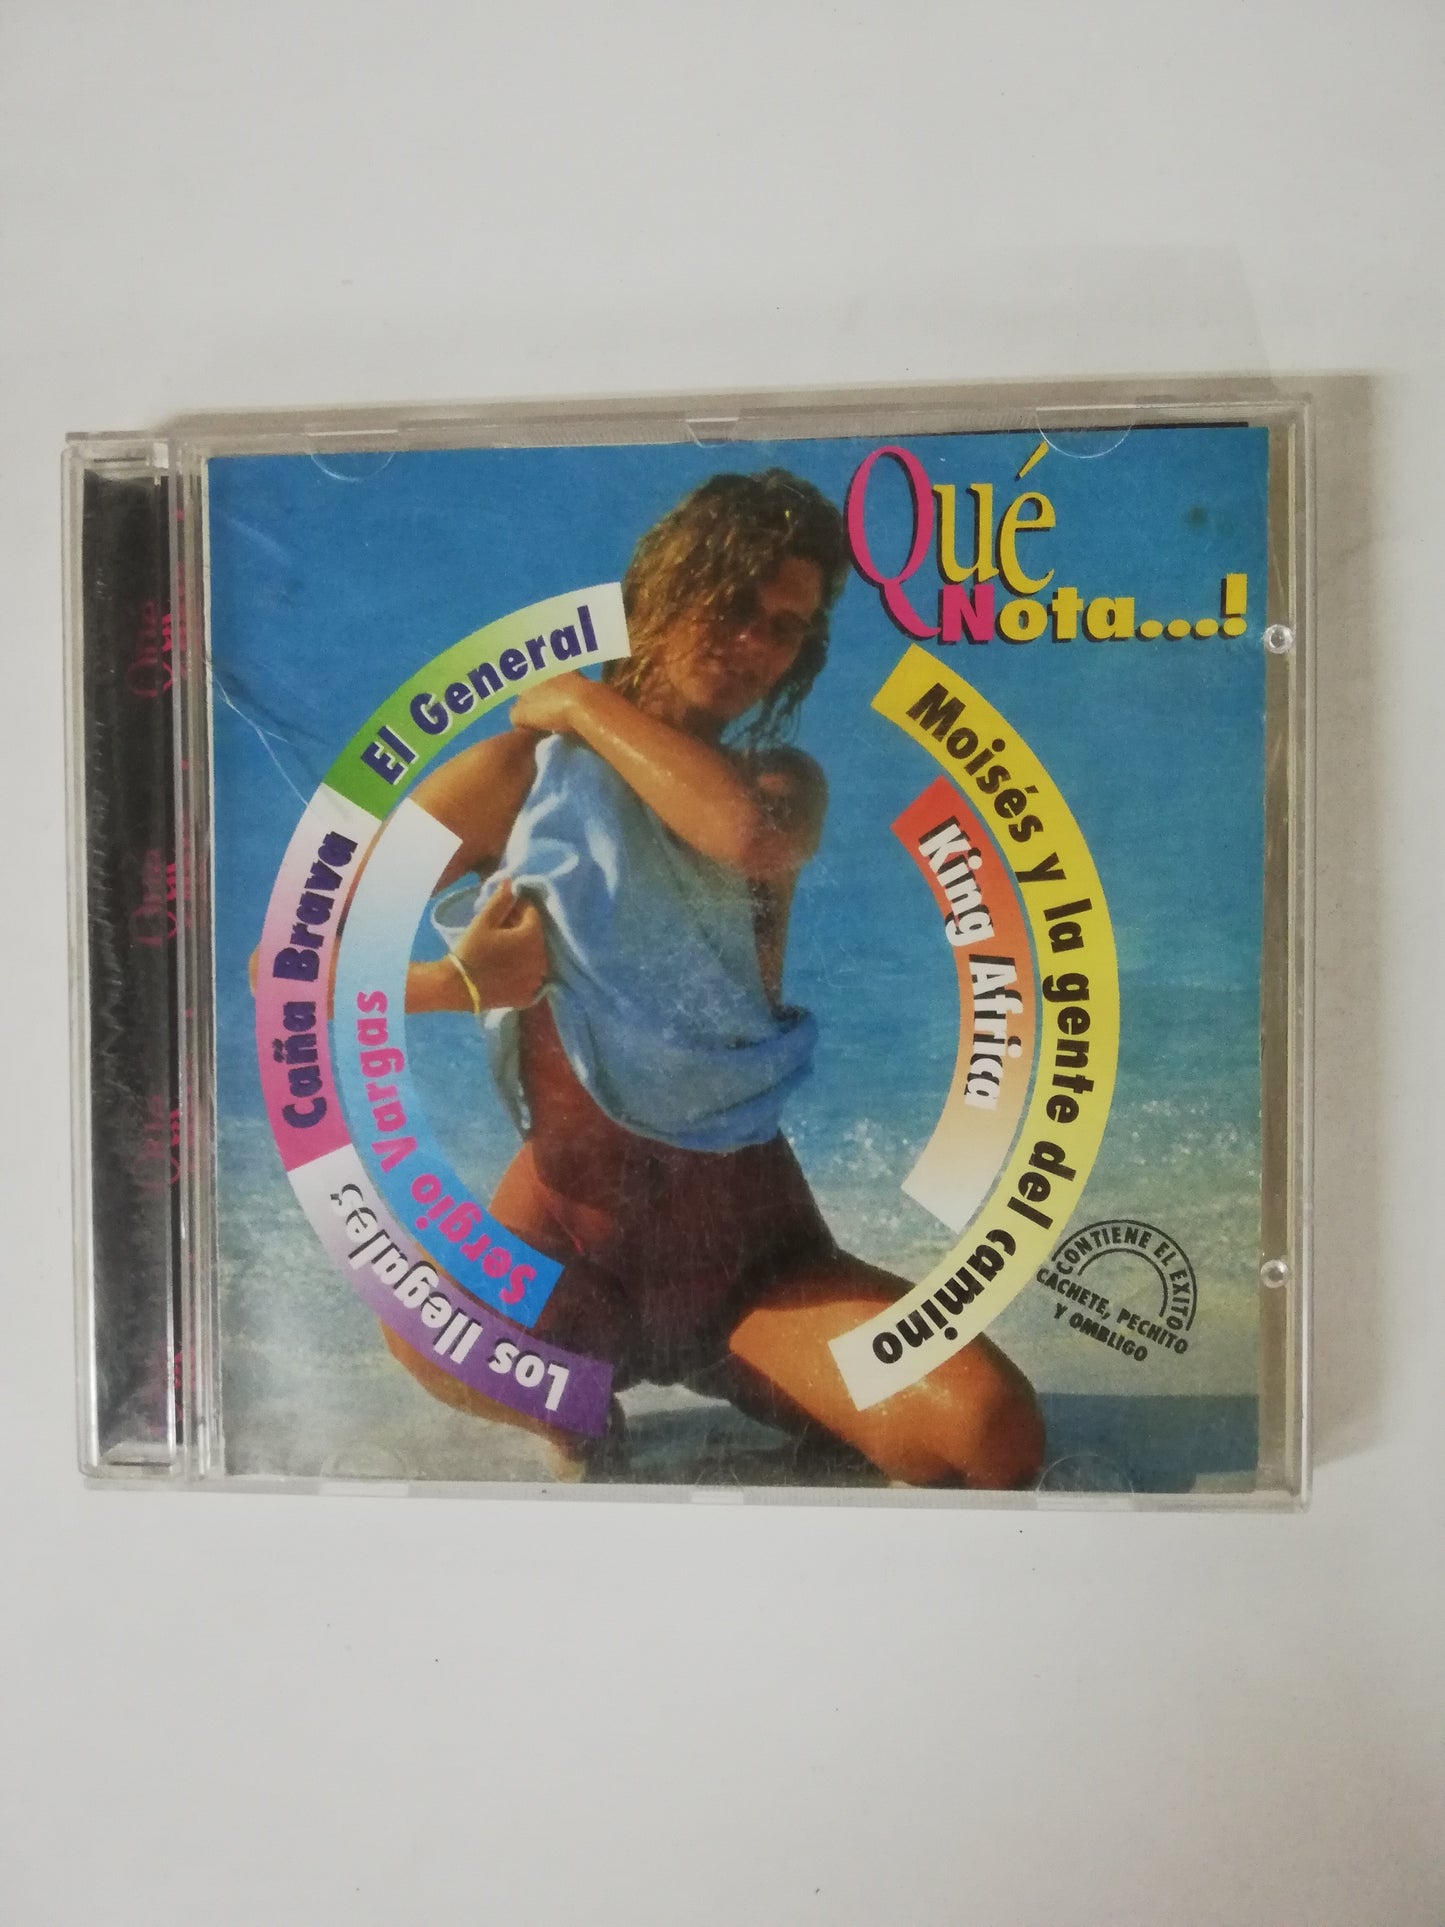 Qué
Nota...!
El General
Caña Brava
Los Ilegales
Sergio Vargas
Moisés y la gente del camino
King Africa
CONTIENE EL EXITO
CACHETE, PECHITO
Y OMBLIGO